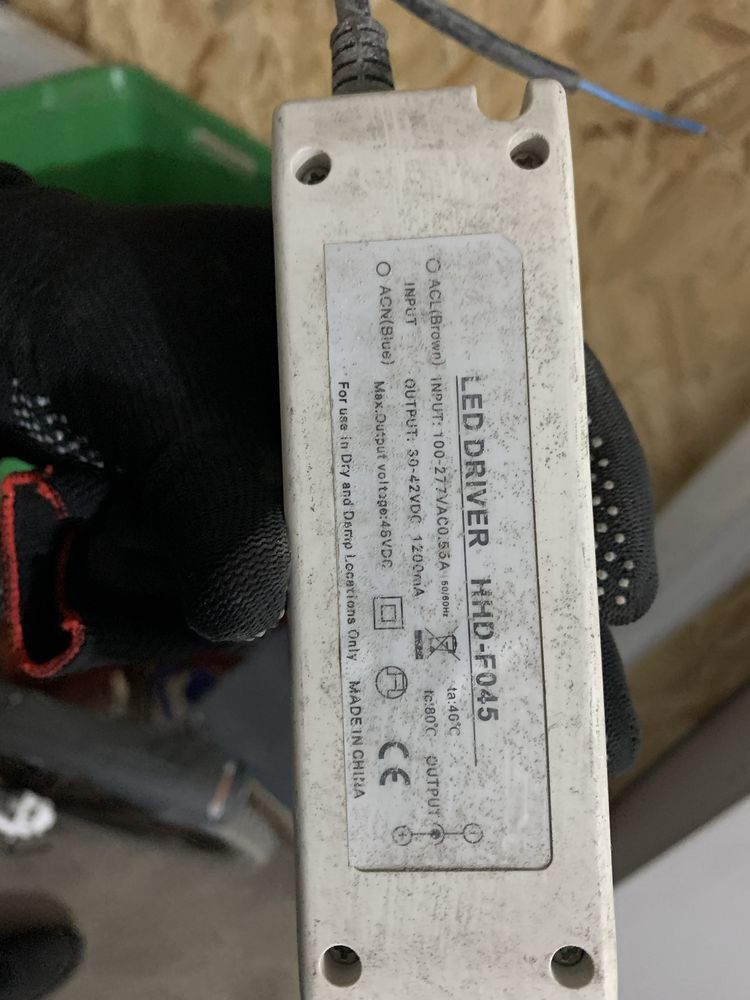 LED DRIVER HHD-F045
ACL(Brown) INPUT: 100-277VAC0.55A 50/60Hz ta:46℃
INPUT OUTPUT: 30-42VDC 1200mA tc:80℃ OUTPUT
ACN(Blue) Max.Output voltage:46VDC CE
For use in Dry and Damp Locations Only MADE IN CHINA